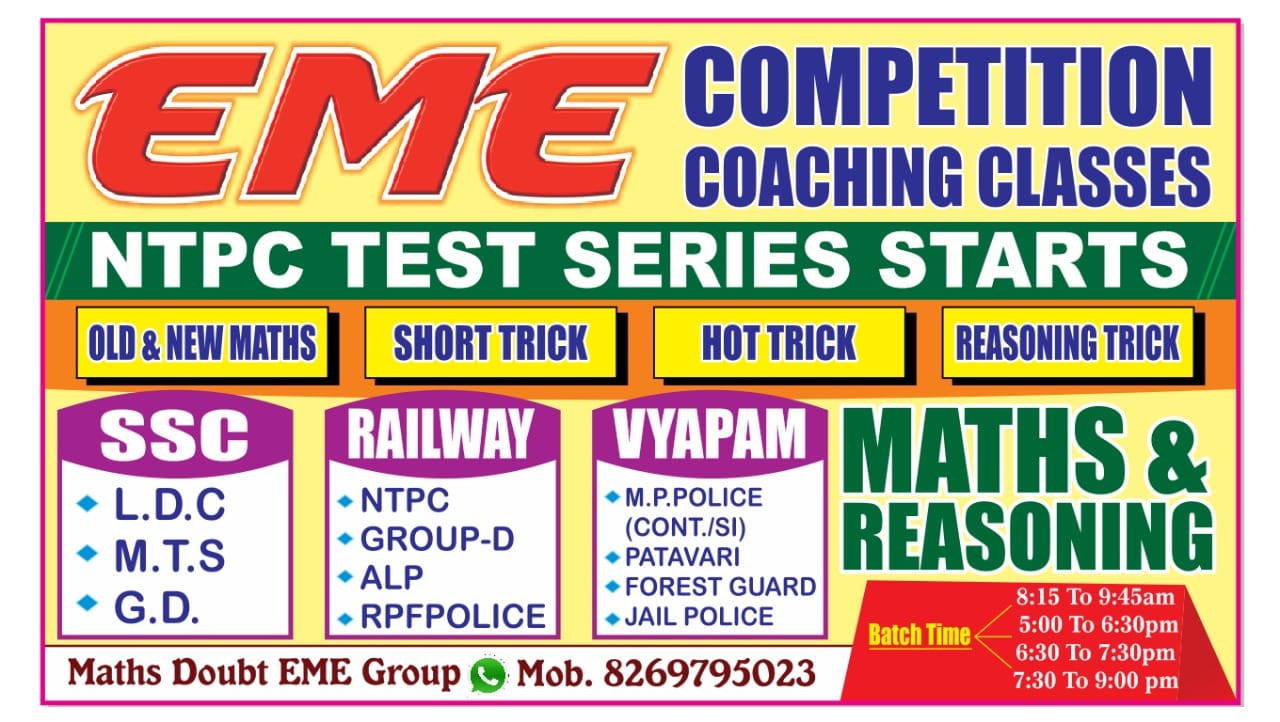 EME
COMPETITION
COACHING CLASSES
NTPC TEST SERIES STARTS
OLD & NEW MATHS
SHORT TRICK
HOT TRICK
REASONING TRICK
SSC
L.D.C
M.T.S
G.D.
RAILWAY
NTPC
GROUP-D
ALP
RPFPOLICE
VYAPAM
M.P.POLICE
(CONT./SI)
PATAVARI
FOREST GUARD
JAIL POLICE
MATHS &
REASONING
Batch Time
8:15 To 9:45am
5:00 To 6:30pm
6:30 To 7:30pm
7:30 To 9:00 pm
Maths Doubt EME Group Mob. 8269795023